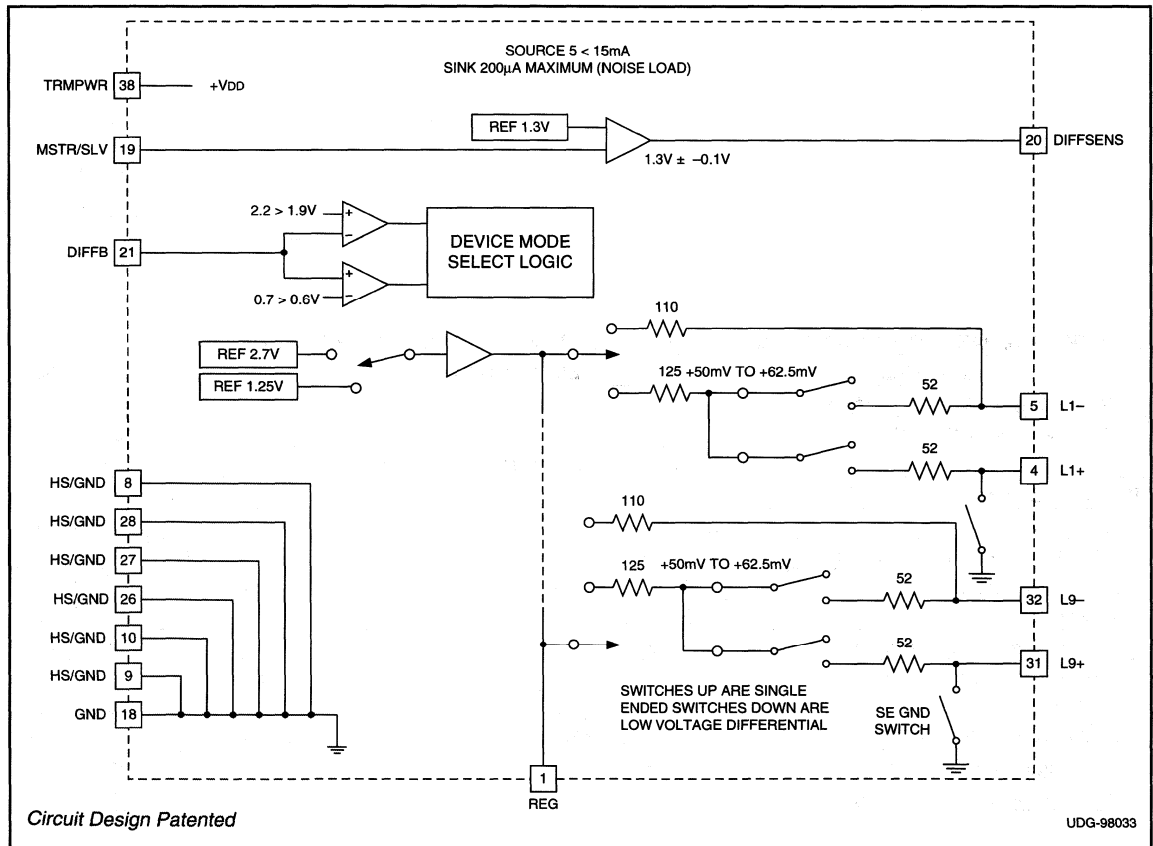 SOURCE 5 < 15mA
SINK 200µA MAXIMUM (NOISE LOAD)
TRMPWR 38 +VDD
REF 1.3V
MSTR/SLV 19
20 DIFFSENS
1.3V ± –0.1V
2.2 > 1.9V
+
–
DEVICE MODE
SELECT LOGIC
DIFFB 21
+
–
0.7 > 0.6V
110
REF 2.7V
REF 1.25V
125 +50mV TO +62.5mV
52
5 L1–
52
4 L1+
HS/GND 8
HS/GND 28
HS/GND 27
HS/GND 26
HS/GND 10
HS/GND 9
GND 18
110
125 +50mV TO +62.5mV
52
32 L9–
52
31 L9+
SWITCHES UP ARE SINGLE
ENDED SWITCHES DOWN ARE
LOW VOLTAGE DIFFERENTIAL
SE GND
SWITCH
1
REG
Circuit Design Patented
UDG-98033